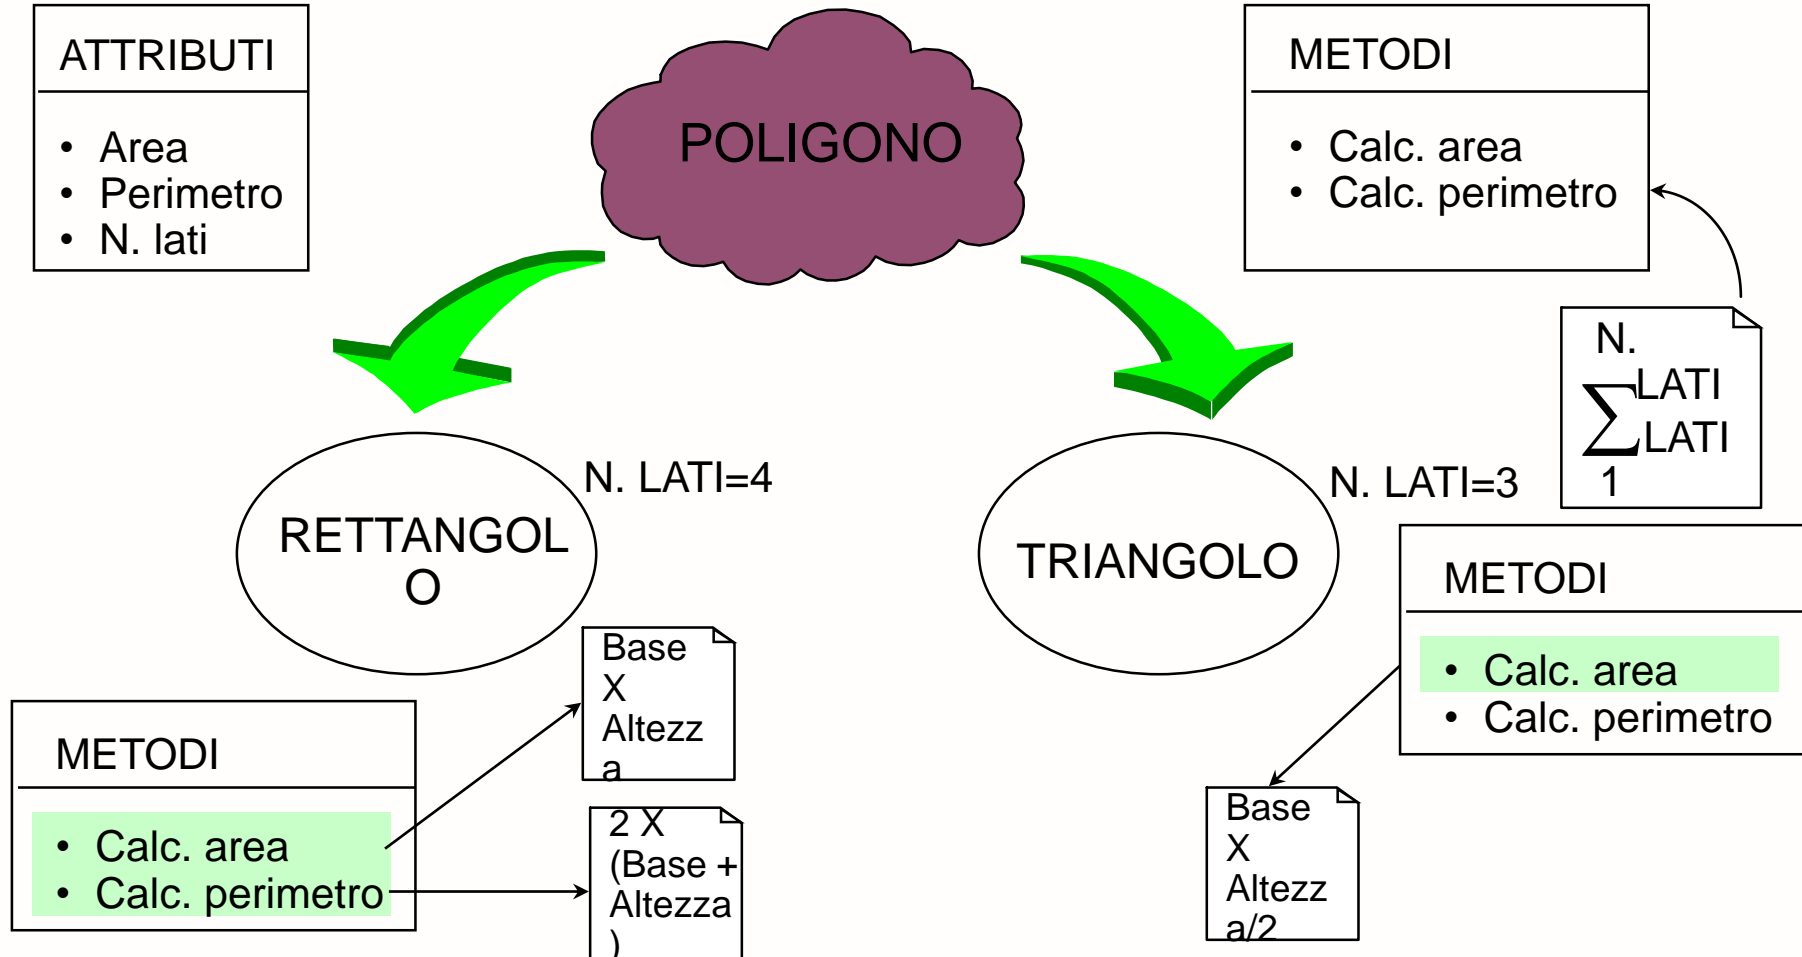 ATTRIBUTI
• Area
• Perimetro
• N. lati
POLIGONO
METODI
• Calc. area
• Calc. perimetro
N.
LATI
∑LATI
1
RETTANGOL
O
N. LATI=4
TRIANGOLO
N. LATI=3
METODI
• Calc. area
• Calc. perimetro
Base
X
Altezz
a
2 X
(Base +
Altezza
)
METODI
• Calc. area
• Calc. perimetro
Base
X
Altezz
a/2